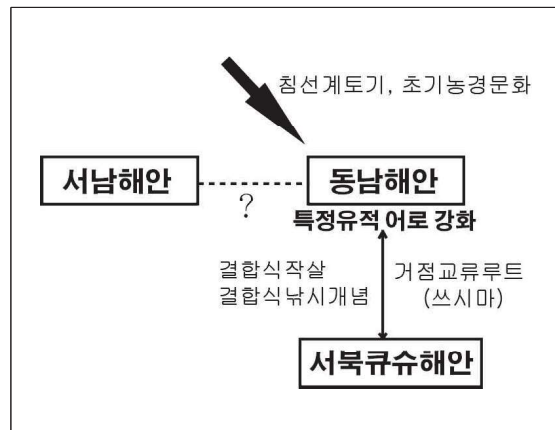 침선계토기, 초기농경문화
서남해안
동남해안
?
특정유적 어로 강화
결합식작살
결합식낚시개념
거점교류루트
(쓰시마)
서북큐슈해안